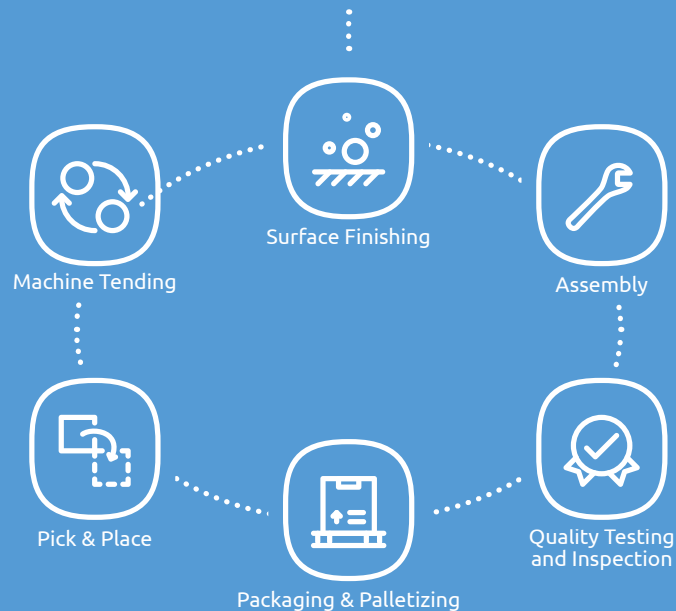 Surface Finishing
Machine Tending
Assembly
Pick & Place
Quality Testing
and Inspection
Packaging & Palletizing